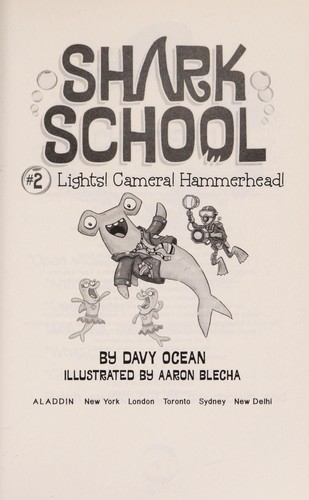 SHARK
SCHOOL
#2 Lights! Camera! Hammerhead!
BY DAVY OCEAN
ILLUSTRATED BY AARON BLECHA
ALADDIN New York London Toronto Sydney New Delhi